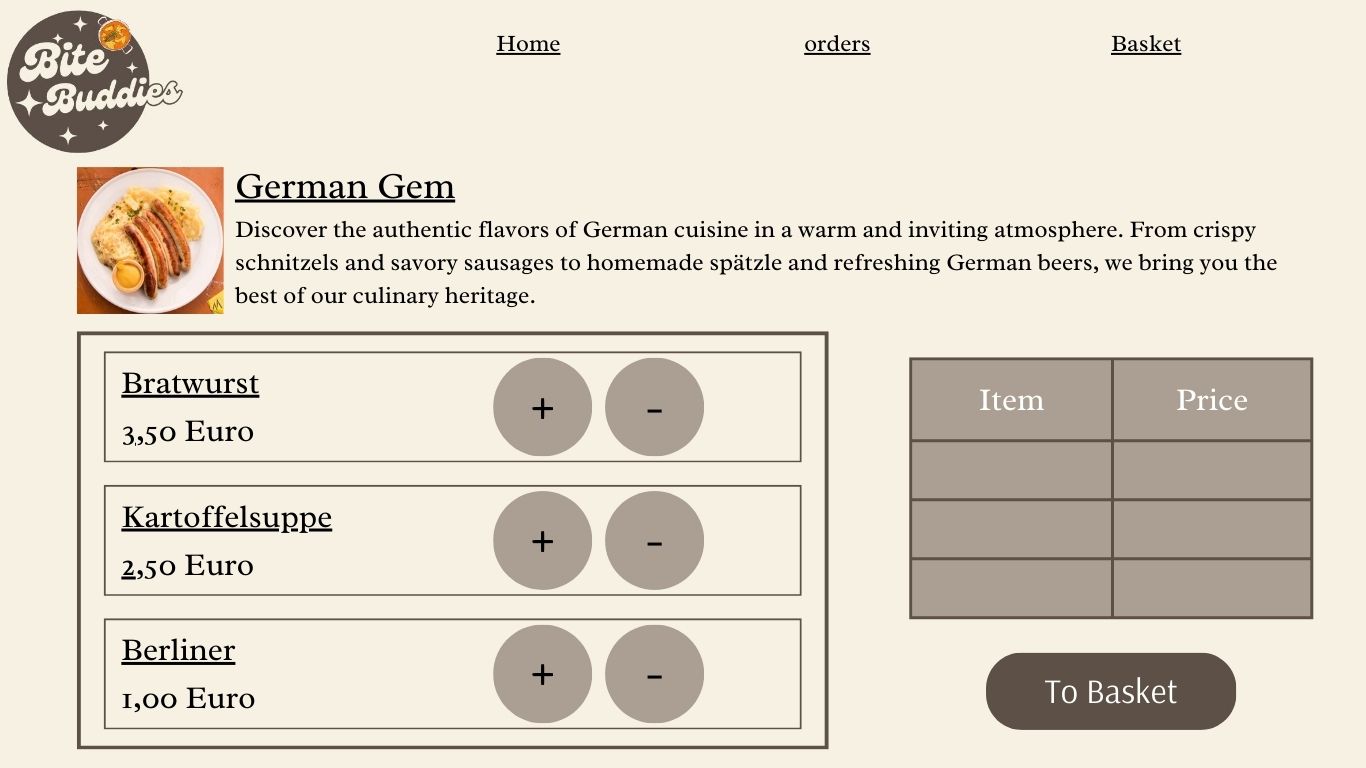 Bite
Buddies
Home
orders
Basket
German Gem
Discover the authentic flavors of German cuisine in a warm and inviting atmosphere. From crispy
schnitzels and savory sausages to homemade spätzle and refreshing German beers, we bring you the
best of our culinary heritage.
Bratwurst
3,50 Euro
+
-
Kartoffelsuppe
2,50 Euro
+
-
Berliner
1,00 Euro
+
-
Item
Price
To Basket